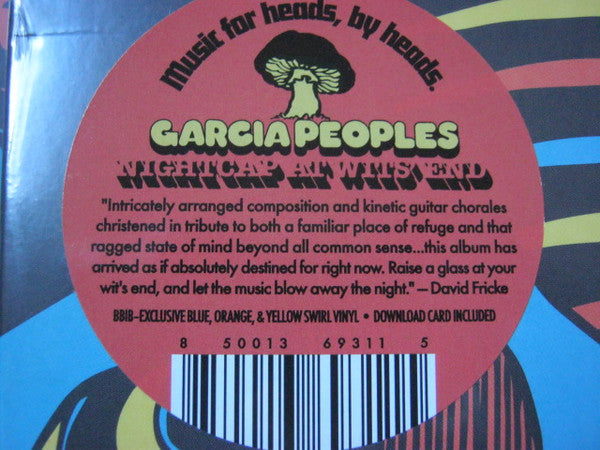 Music for heads, by heads.
GARCIA PEOPLES
NIGHTCAP AT WITS' END
"Intricately arranged composition and kinetic guitar chorales
christened in tribute to both a familiar place of refuge and that
ragged state of mind beyond all common sense...this album has
arrived as if absolutely destined for right now. Raise a glass at your
wit's end, and let the music blow away the night." — David Fricke
BBIB-EXCLUSIVE BLUE, ORANGE, & YELLOW SWIRL VINYL • DOWNLOAD CARD INCLUDED
8 50013 69311 5